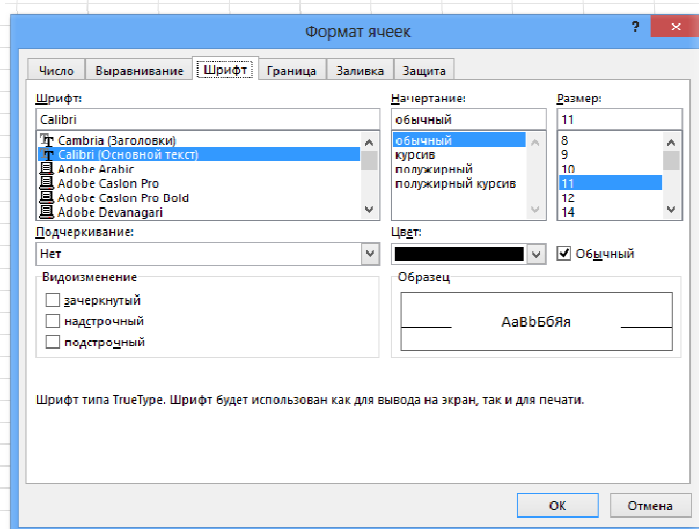 Формат ячеек
?
×
Число Выравнивание Шрифт Граница Заливка Защита
Шрифт: Начертание: Размер:
Calibri обычный 11
Cambria (Заголовки) обычный 8
Calibri (Основной текст) курсив 9
Adobe Arabic полужирный 10
Adobe Caslon Pro полужирный курсив 11
Adobe Caslon Pro Bold 12
Adobe Devanagari 14
Подчеркивание: Цвет:
Нет Обычный
Видоизменение Образец
зачеркнутый
надстрочный АаВbБбЯя
подстрочный
Шрифт типа TrueType. Шрифт будет использован как для вывода на экран, так и для печати.
ОК Отмена